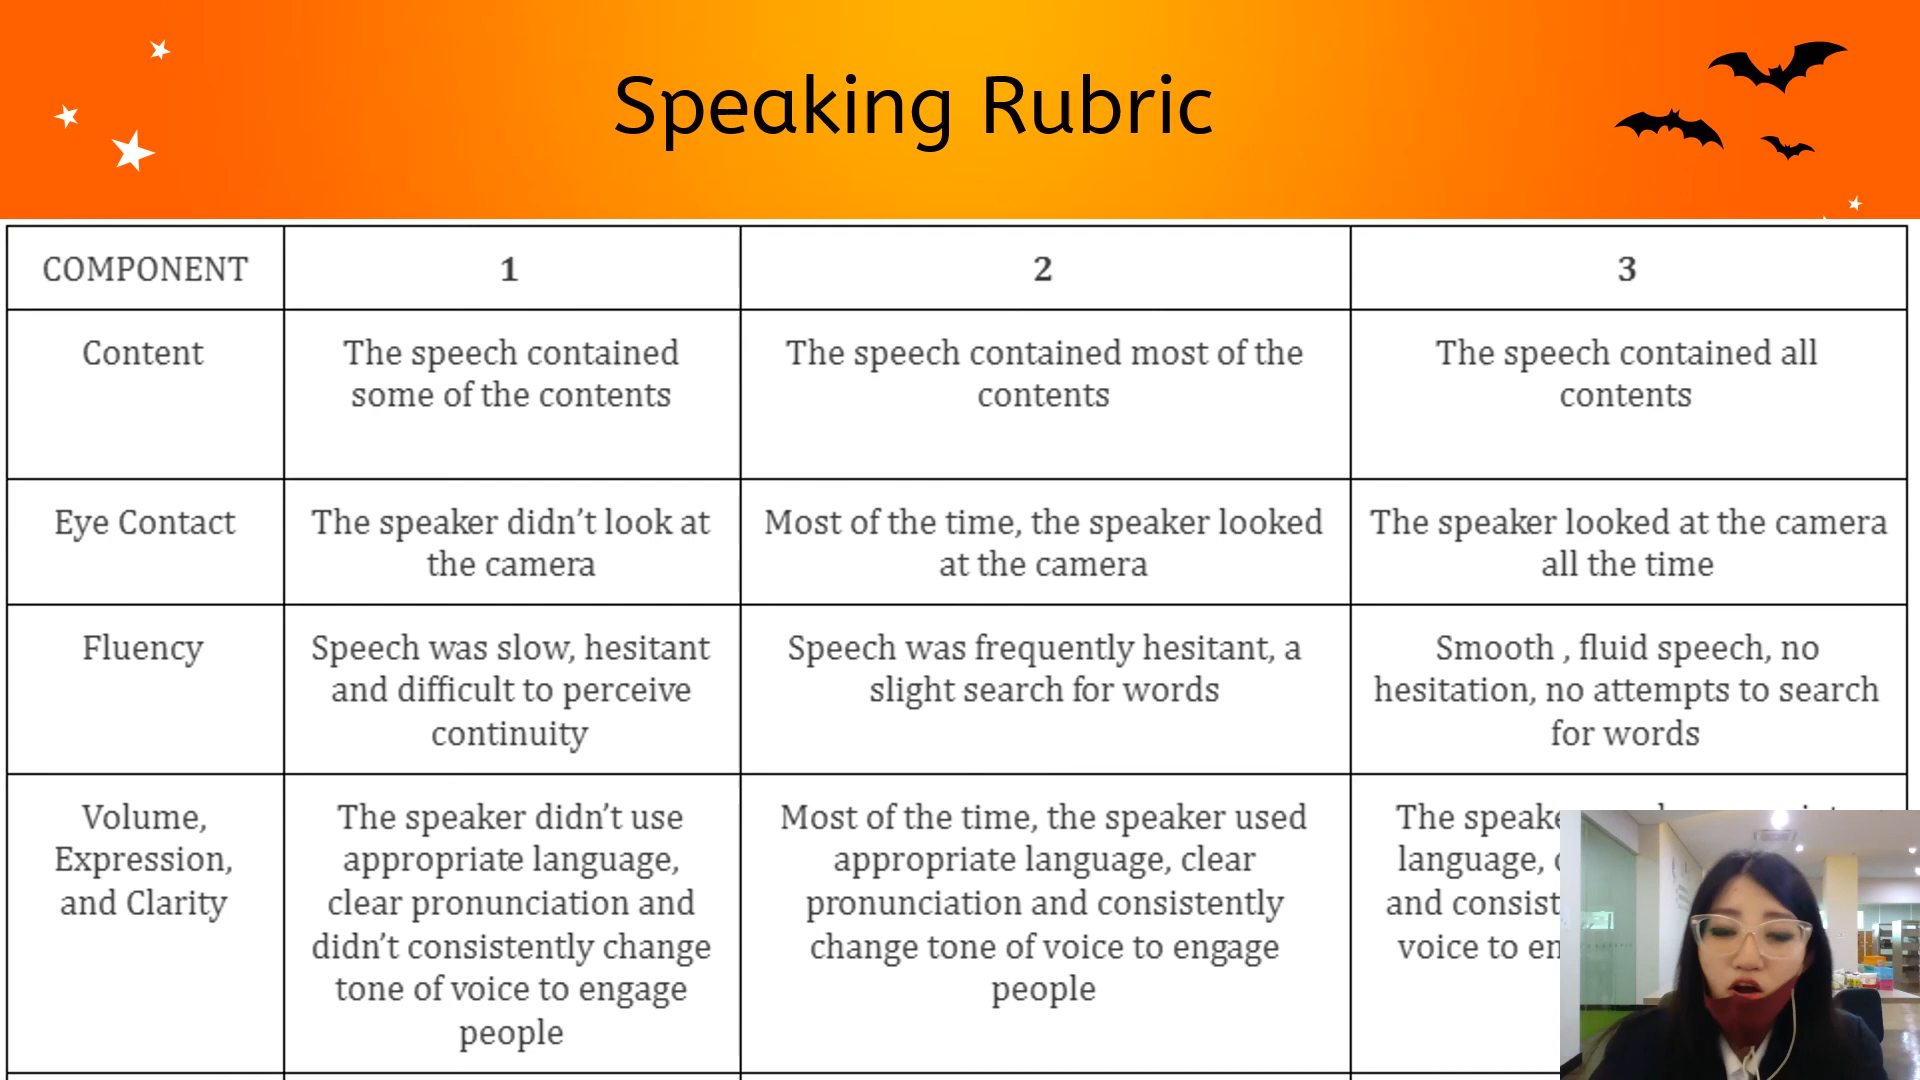 Speaking Rubric
COMPONENT
1
2
3
Content
The speech contained
some of the contents
The speech contained most of the
contents
The speech contained all
contents
Eye Contact
The speaker didn’t look at
the camera
Most of the time, the speaker looked
at the camera
The speaker looked at the camera
all the time
Fluency
Speech was slow, hesitant
and difficult to perceive
continuity
Speech was frequently hesitant, a
slight search for words
Smooth , fluid speech, no
hesitation, no attempts to search
for words
Volume,
Expression,
and Clarity
The speaker didn’t use
appropriate language,
clear pronunciation and
didn’t consistently change
tone of voice to engage
people
Most of the time, the speaker used
appropriate language, clear
pronunciation and consistently
change tone of voice to engage
people
The
language,
and
voice to